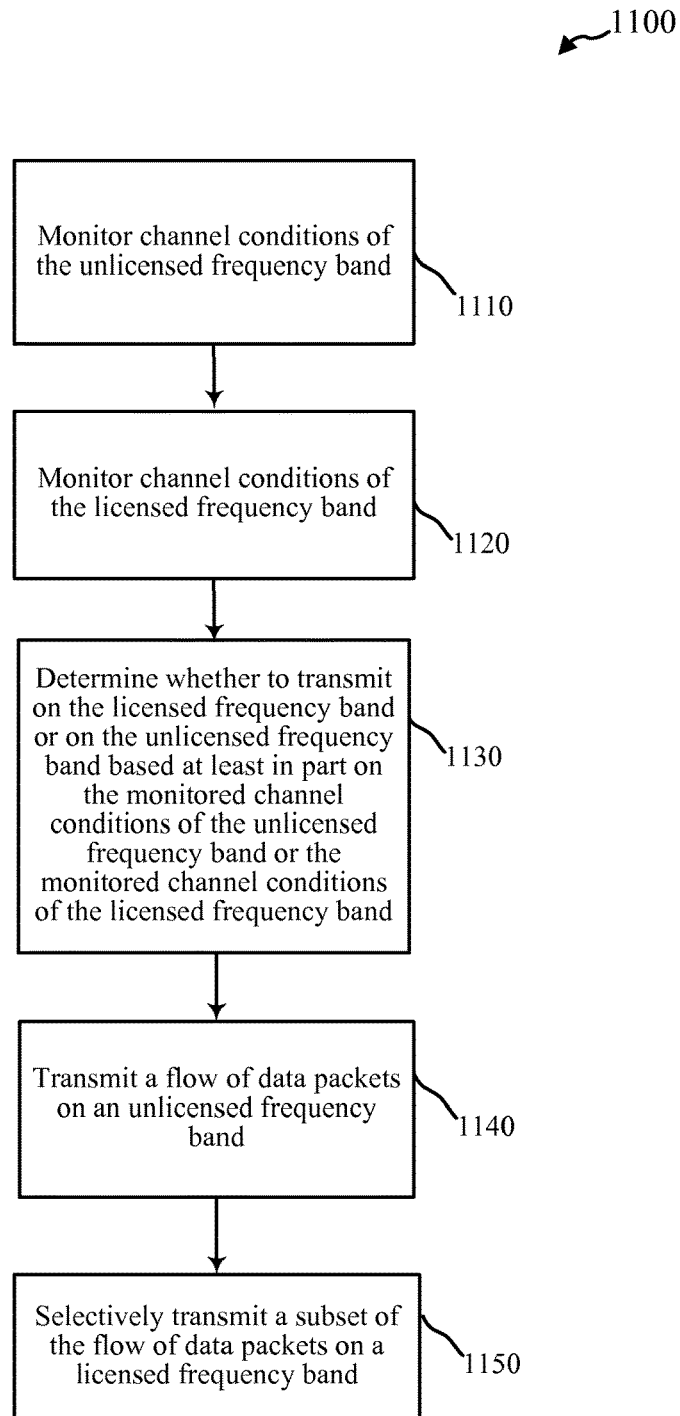 1100
Monitor channel conditions of
the unlicensed frequency band
1110
Monitor channel conditions of
the licensed frequency band
1120
Determine whether to transmit
on the licensed frequency band
or on the unlicensed frequency
band based at least in part on
the monitored channel
conditions of the unlicensed
frequency band or the
monitored channel conditions
of the licensed frequency band
1130
Transmit a flow of data packets
on an unlicensed frequency
band
1140
Selectively transmit a subset of
the flow of data packets on a
licensed frequency band
1150